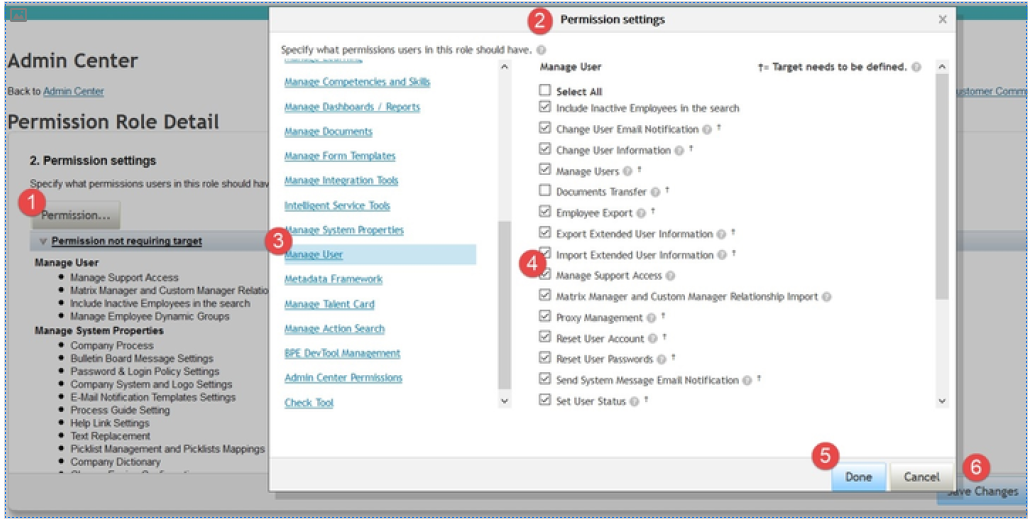 Admin Center
Back to Admin Center
Permission Role Detail
2. Permission settings
Specify what permissions users in this role should hav
1
Permission...
Permission not requiring target
Manage User
Manage Support Access
Matrix Manager and Custom Manager Relatio
Include Inactive Employees in the search
Manage Employee Dynamic Groups
Manage System Properties
Company Process
Bulletin Board Message Settings
Password & Login Policy Settings
Company System and Logo Settings
E-Mail Notification Templates Settings
Process Guide Setting
Help Link Settings
Text Replacement
Picklist Management and Picklists Mappings
Company Dictionary
2 Permission settings
Specify what permissions users in this role should have.
Manage Competencies and Skills
Manage Dashboards / Reports
Manage Documents
Manage Form Templates
Manage Integration Tools
Intelligent Service Tools
Manage System Properties
3
Manage User
Metadata Framework
Manage Talent Card
Manage Action Search
BPE DevTool Management
Admin Center Permissions
Check Tool
Manage User †= Target needs to be defined.
Select All
Include Inactive Employees in the search
Change User Email Notification †
Change User Information †
Manage Users †
Documents Transfer †
Employee Export †
Export Extended User Information †
Import Extended User Information †
4
Manage Support Access
Matrix Manager and Custom Manager Relationship Import
Proxy Management †
Reset User Account †
Reset User Passwords †
Send System Message Email Notification †
Set User Status †
5
Done Cancel
ustomer Comm
6
Save Changes